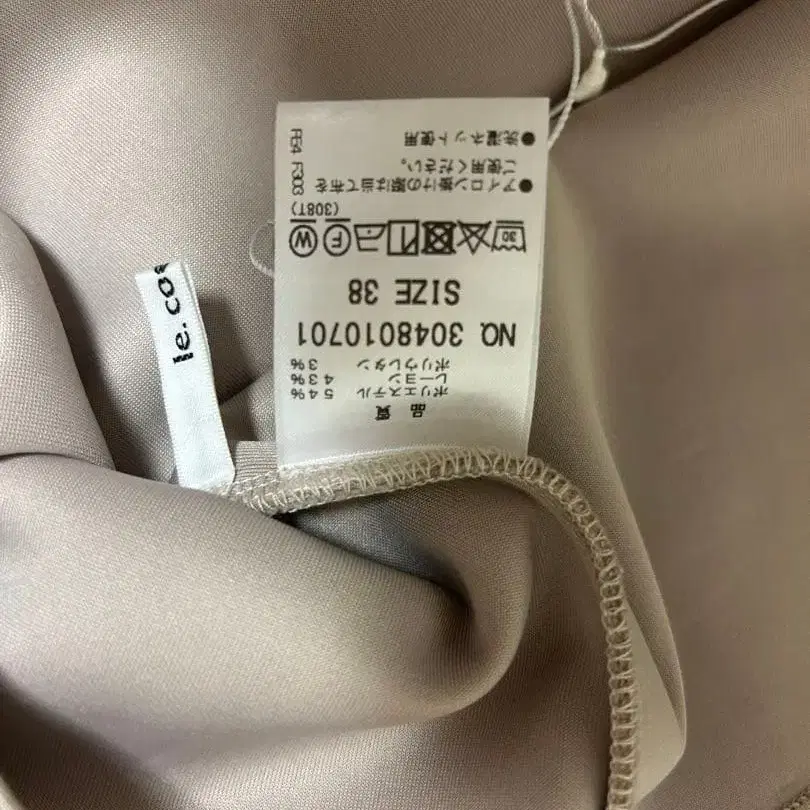 品質
ポリエステル 54%
レーヨン 43%
ポリウレタン 3%
NO. 3048010701
SIZE 38
30
F
W
(308T)
●アイロン掛けの際は当て布を
ご使用ください。
●洗濯ネット使用
FE4 F303
le.co